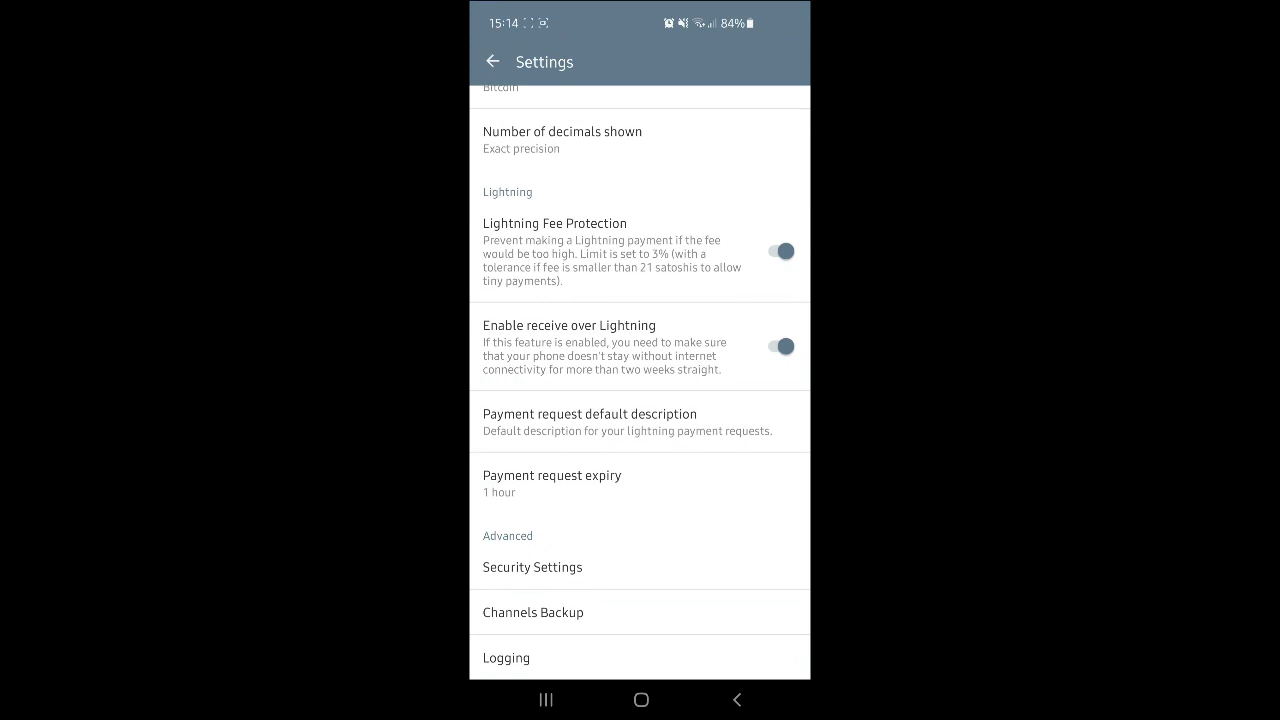 15:14 84%
Settings
Bitcoin
Number of decimals shown
Exact precision
Lightning
Lightning Fee Protection
Prevent making a Lightning payment if the fee
would be too high. Limit is set to 3% (with a
tolerance if fee is smaller than 21 satoshis to allow
tiny payments).
Enable receive over Lightning
If this feature is enabled, you need to make sure
that your phone doesn't stay without internet
connectivity for more than two weeks straight.
Payment request default description
Default description for your lightning payment requests.
Payment request expiry
1 hour
Advanced
Security Settings
Channels Backup
Logging